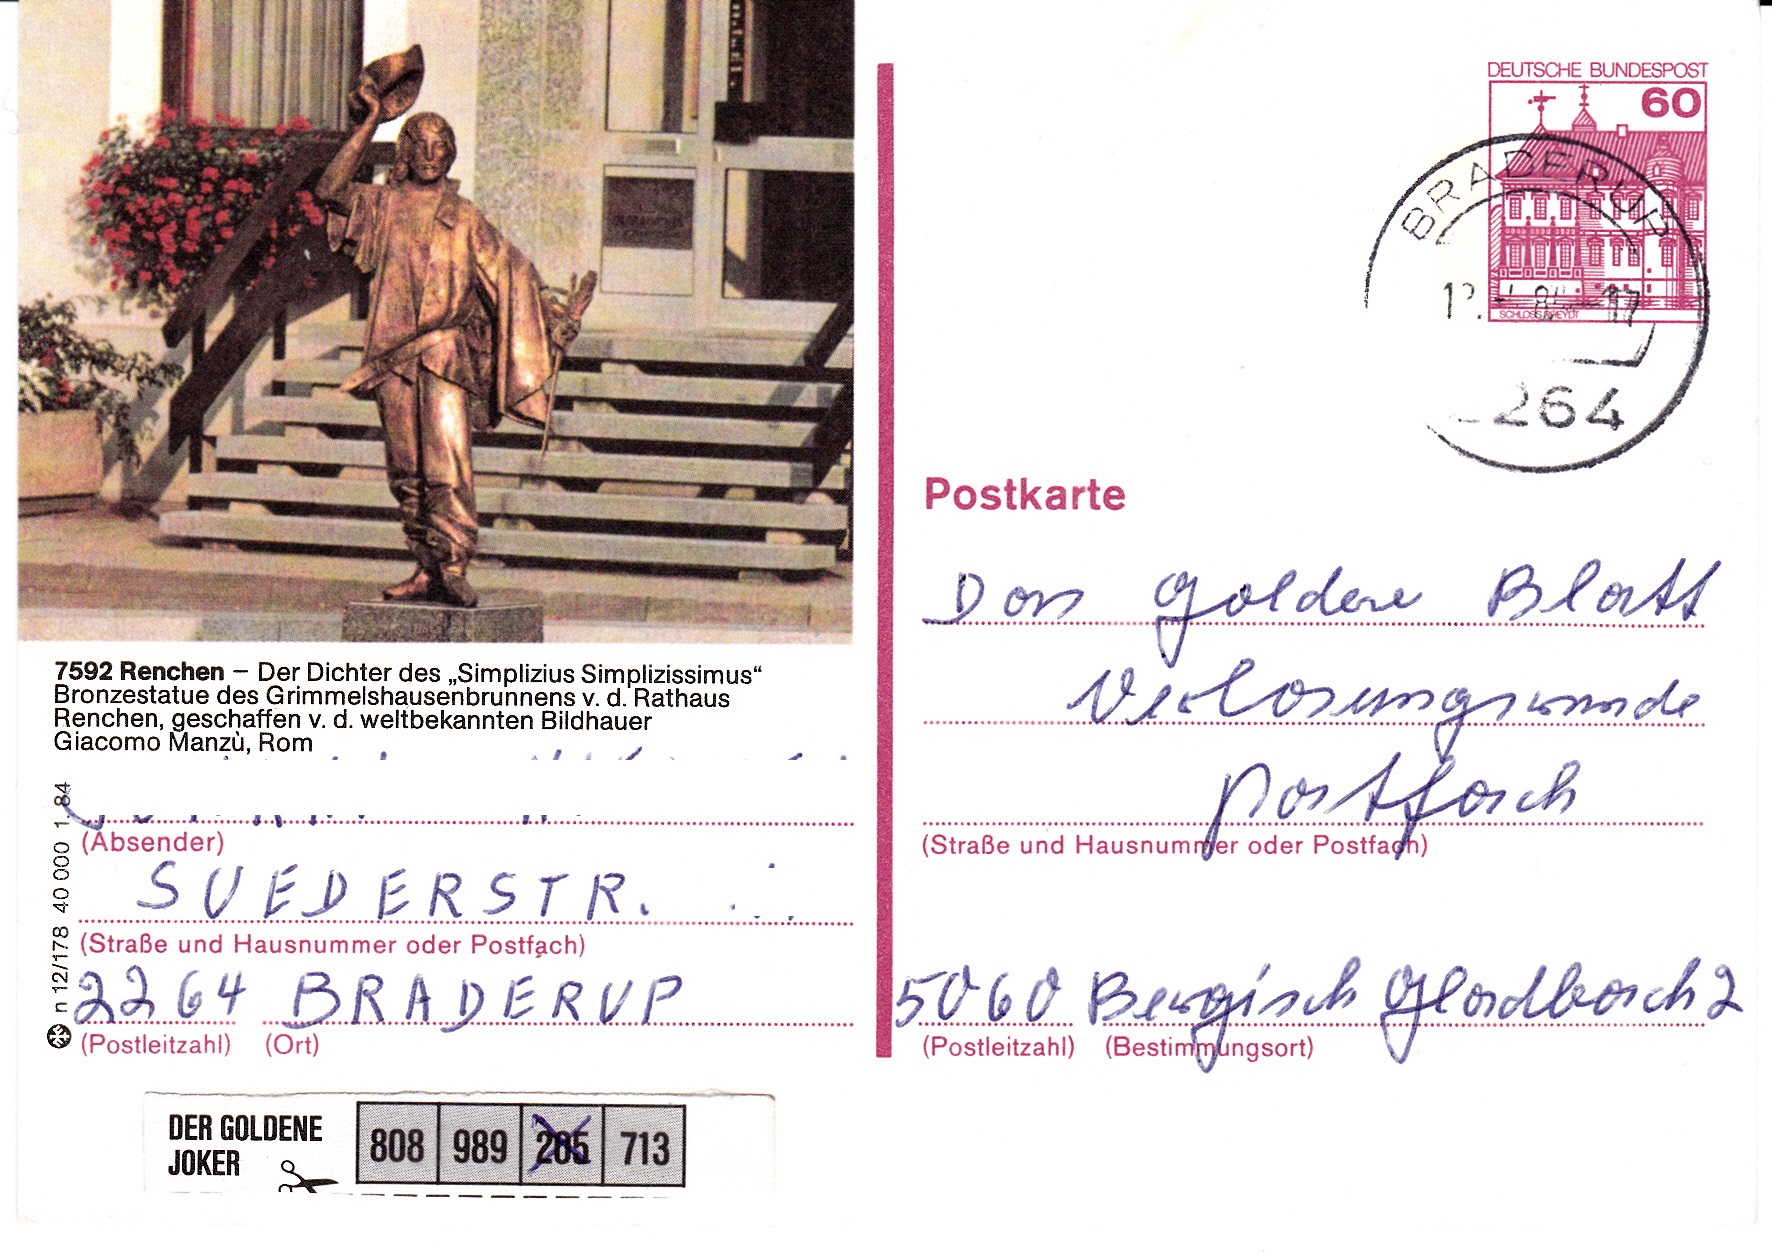 7592 Renchen – Der Dichter des „Simplizius Simplizissimus“
Bronzestatue des Grimmelshausenbrunnens v. d. Rathaus
Renchen, geschaffen v. d. weltbekannten Bildhauer
Giacomo Manzù, Rom
n 12/178 40 000 1.84
(Absender)
SUEDERSTR.
(Straße und Hausnummer oder Postfach)
2264 BRADERUP
(Postleitzahl) (Ort)
DER GOLDENE
JOKER
808 989 205 713
DEUTSCHE BUNDESPOST
60
SCHLOSS RHEYDT
BRADERUP
2264
Postkarte
Das goldene Blatt
Verlosungsrunde
Postfach
(Straße und Hausnummer oder Postfach)
5060 Bergisch Gladbach 2
(Postleitzahl) (Bestimmungsort)